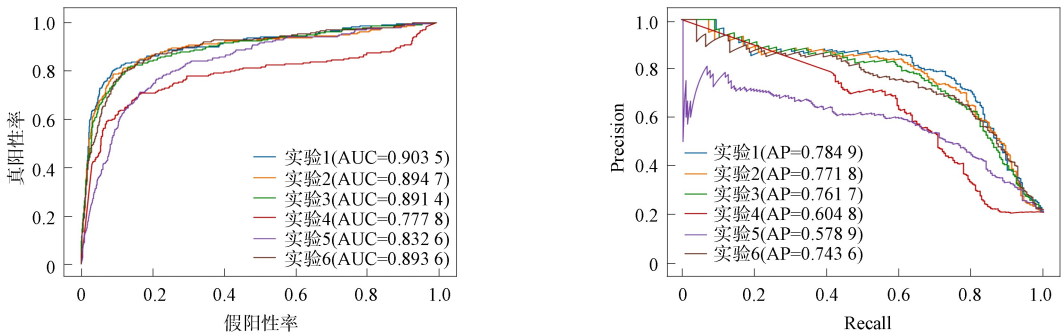 1.0
0.8
0.6
0.4
0.2
0
真阳性率
实验1(AUC=0.903 5)
实验2(AUC=0.894 7)
实验3(AUC=0.891 4)
实验4(AUC=0.777 8)
实验5(AUC=0.832 6)
实验6(AUC=0.893 6)
0 0.2 0.4 0.6 0.8 1.0
假阳性率
1.0
0.8
0.6
0.4
0.2
0
Precision
实验1(AP=0.784 9)
实验2(AP=0.771 8)
实验3(AP=0.761 7)
实验4(AP=0.604 8)
实验5(AP=0.578 9)
实验6(AP=0.743 6)
0 0.2 0.4 0.6 0.8 1.0
Recall